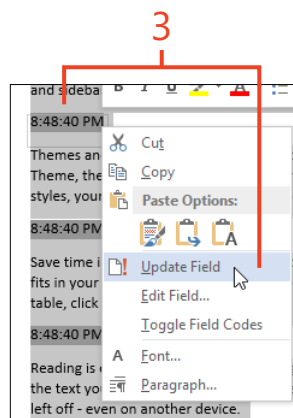 3
and sideba
B I U A
8:48:40 PM
Cut
Themes an
Copy
Theme, the
styles, your
Paste Options:
8:48:40 PM
A
Save time i
Update Field
fits in your
Edit Field...
table, click
Toggle Field Codes
8:48:40 PM
A Font...
Reading is
the text yo
Paragraph...
left off - even on another device.